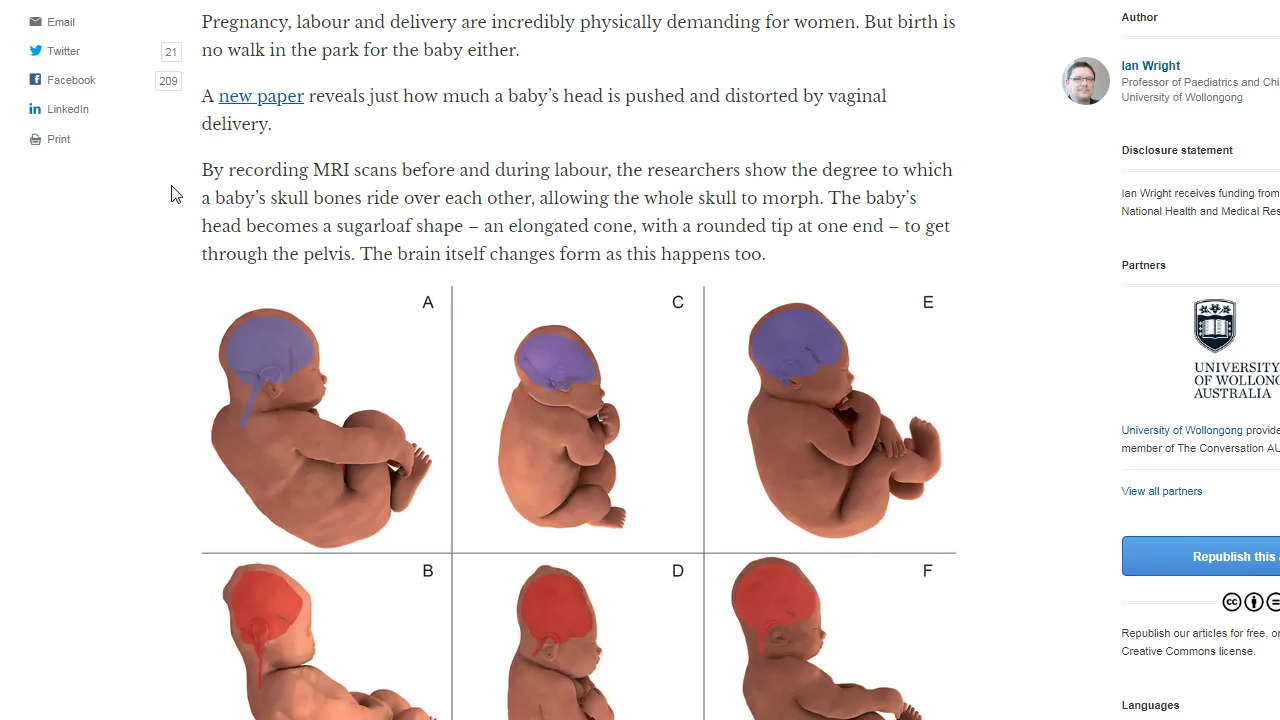 Email
Twitter
21
Facebook
209
LinkedIn
Print
Pregnancy, labour and delivery are incredibly physically demanding for women. But birth is
no walk in the park for the baby either.
A new paper reveals just how much a baby’s head is pushed and distorted by vaginal
delivery.
By recording MRI scans before and during labour, the researchers show the degree to which
a baby’s skull bones ride over each other, allowing the whole skull to morph. The baby’s
head becomes a sugarloaf shape – an elongated cone, with a rounded tip at one end – to get
through the pelvis. The brain itself changes form as this happens too.
A
C
E
B
D
F
Author
Ian Wright
Professor of Paediatrics and Chi
University of Wollongong
Disclosure statement
Ian Wright receives funding from
National Health and Medical Res
Partners
UNIVERSITY
OF WOLLONG
AUSTRALIA
University of Wollongong provide
member of The Conversation AU
View all partners
Republish this a
cc
Republish our articles for free, or
Creative Commons license.
Languages